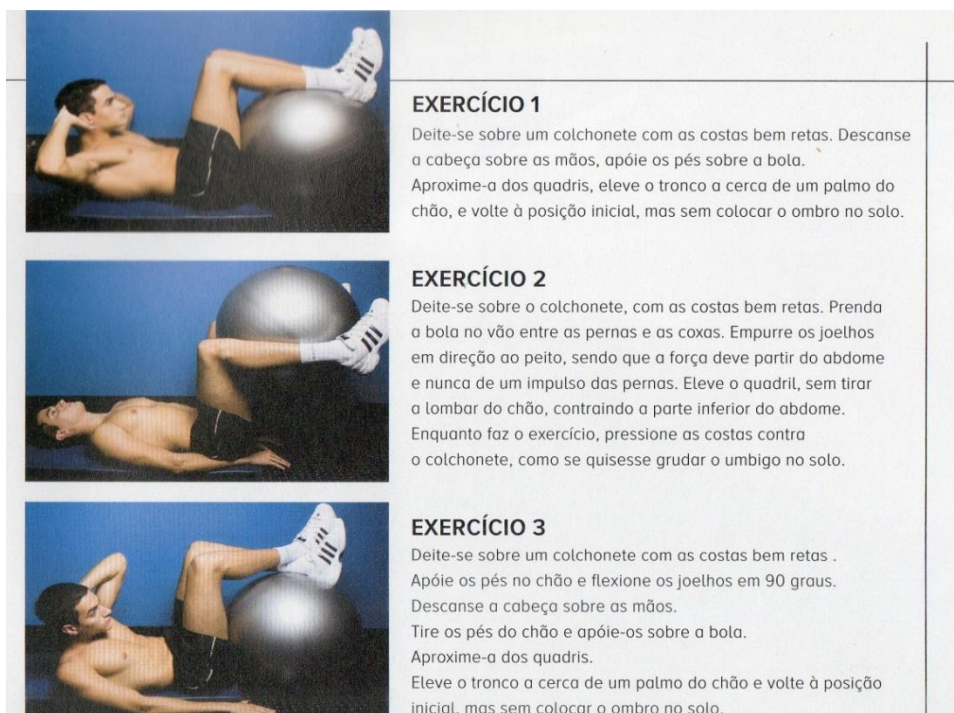 EXERCÍCIO 1
Deite-se sobre um colchonete com as costas bem retas. Descanse
a cabeça sobre as mãos, apóie os pés sobre a bola.
Aproxime-a dos quadris, eleve o tronco a cerca de um palmo do
chão, e volte à posição inicial, mas sem colocar o ombro no solo.
EXERCÍCIO 2
Deite-se sobre o colchonete, com as costas bem retas. Prenda
a bola no vão entre as pernas e as coxas. Empurre os joelhos
em direção ao peito, sendo que a força deve partir do abdome
e nunca de um impulso das pernas. Eleve o quadril, sem tirar
a lombar do chão, contraindo a parte inferior do abdome.
Enquanto faz o exercício, pressione as costas contra
o colchonete, como se quisesse grudar o umbigo no solo.
EXERCÍCIO 3
Deite-se sobre um colchonete com as costas bem retas .
Apóie os pés no chão e flexione os joelhos em 90 graus.
Descanse a cabeça sobre as mãos.
Tire os pés do chão e apóie-os sobre a bola.
Aproxime-a dos quadris.
Eleve o tronco a cerca de um palmo do chão e volte à posição
inicial, mas sem colocar o ombro no solo.